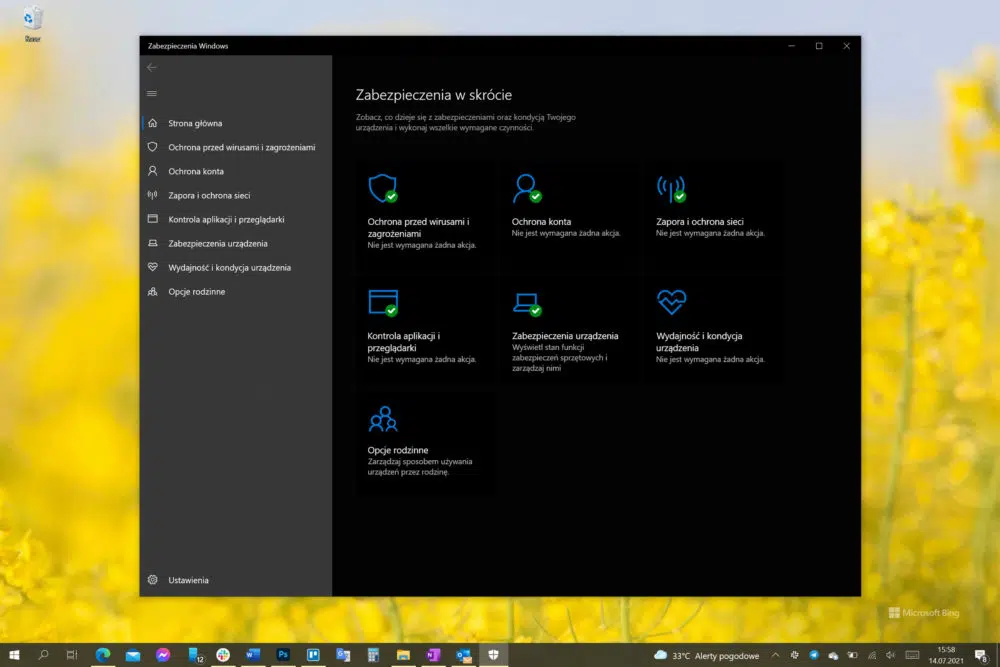 Kosz
Zabezpieczenia Windows
Strona główna
Ochrona przed wirusami i zagrożeniami
Ochrona konta
Zapora i ochrona sieci
Kontrola aplikacji i przeglądarki
Zabezpieczenia urządzenia
Wydajność i kondycja urządzenia
Opcje rodzinne
Ustawienia
Zabezpieczenia w skrócie
Zobacz, co dzieje się z zabezpieczeniami oraz kondycją Twojego
urządzenia i wykonaj wszelkie wymagane czynności.
Ochrona przed wirusami i
zagrożeniami
Nie jest wymagana żadna akcja.
Ochrona konta
Nie jest wymagana żadna akcja.
Zapora i ochrona sieci
Nie jest wymagana żadna akcja.
Kontrola aplikacji i
przeglądarki
Nie jest wymagana żadna akcja.
Zabezpieczenia urządzenia
Wyświetl stan funkcji
zabezpieczeń sprzętowych i
zarządzaj nimi
Wydajność i kondycja
urządzenia
Nie jest wymagana żadna akcja.
Opcje rodzinne
Zarządzaj sposobem używania
urządzeń przez rodzinę.
Microsoft Bing
12
33°C Alerty pogodowe
15:58
14.07.2021